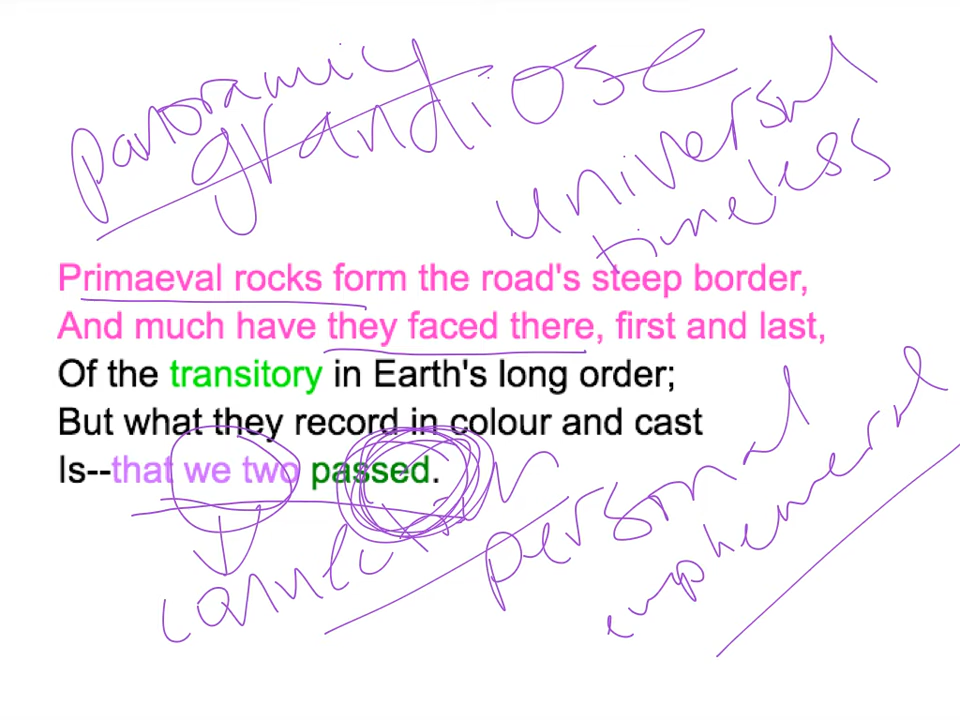 panoramic
grandiose
universal
timeless
Primaeval rocks form the road's steep border,
And much have they faced there, first and last,
Of the transitory in Earth's long order;
But what they record in colour and cast
Is--that we two passed.
personal